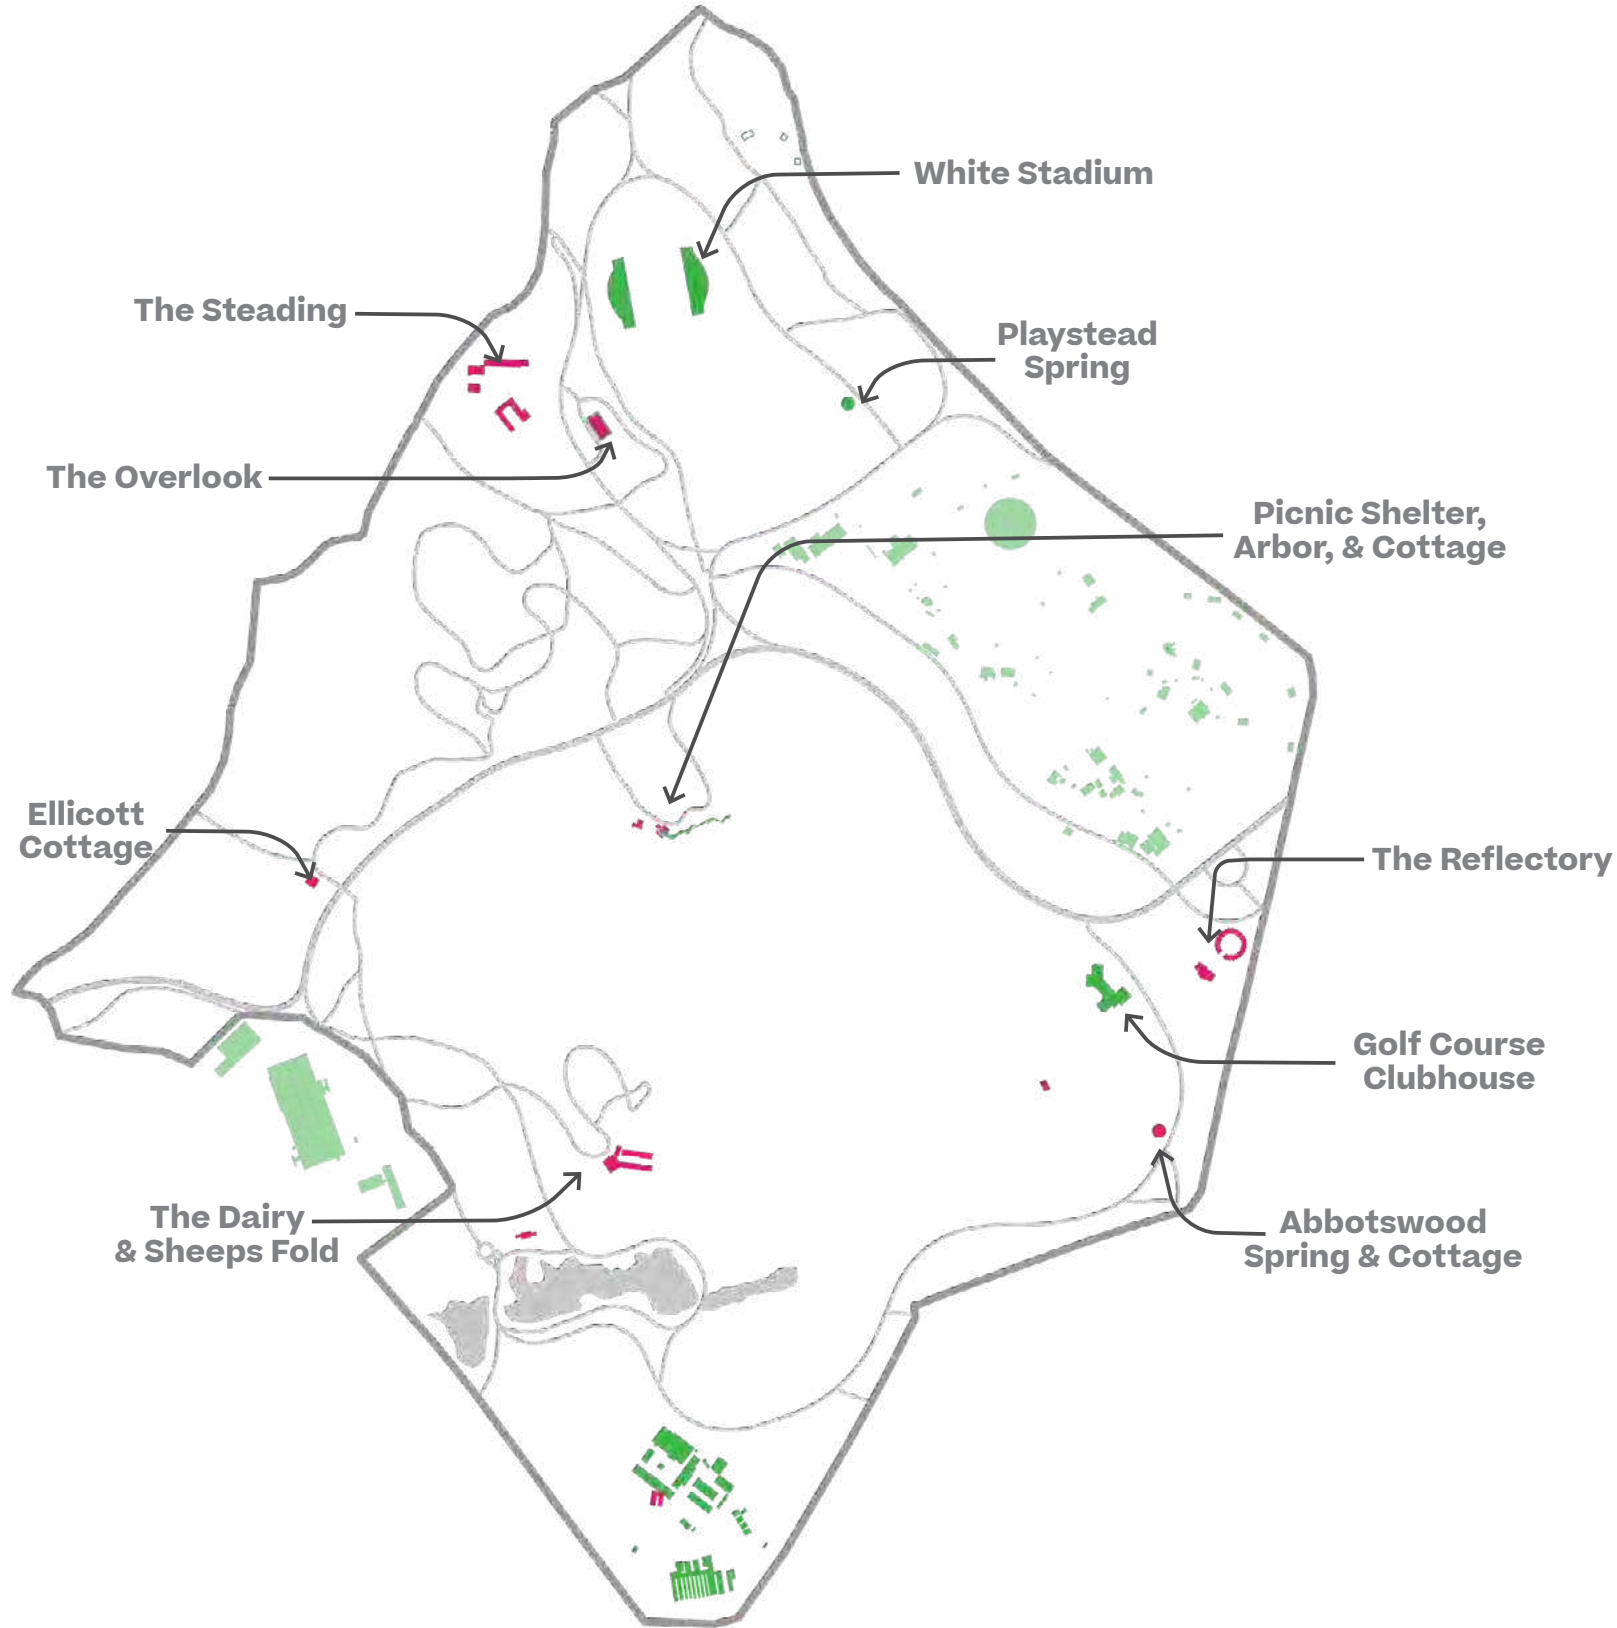 White Stadium
The Steading
Playstead
Spring
The Overlook
Picnic Shelter,
Arbor, & Cottage
Ellicott
Cottage
The Reflectory
Golf Course
Clubhouse
The Dairy
& Sheeps Fold
Abbotswood
Spring & Cottage